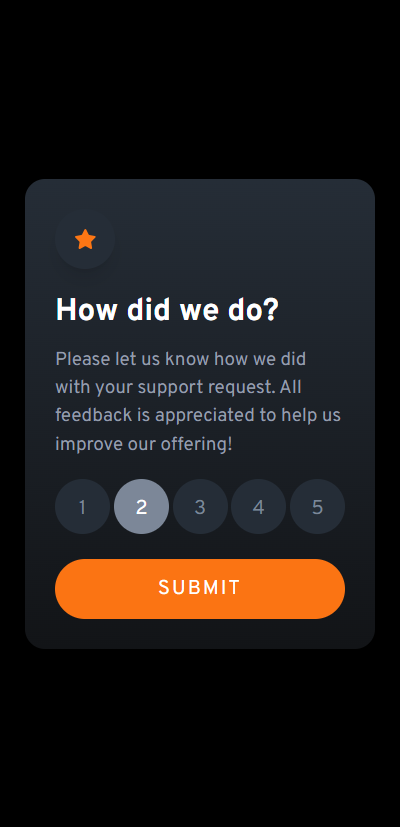 How did we do?
Please let us know how we did
with your support request. All
feedback is appreciated to help us
improve our offering!
1 2 3 4 5
SUBMIT